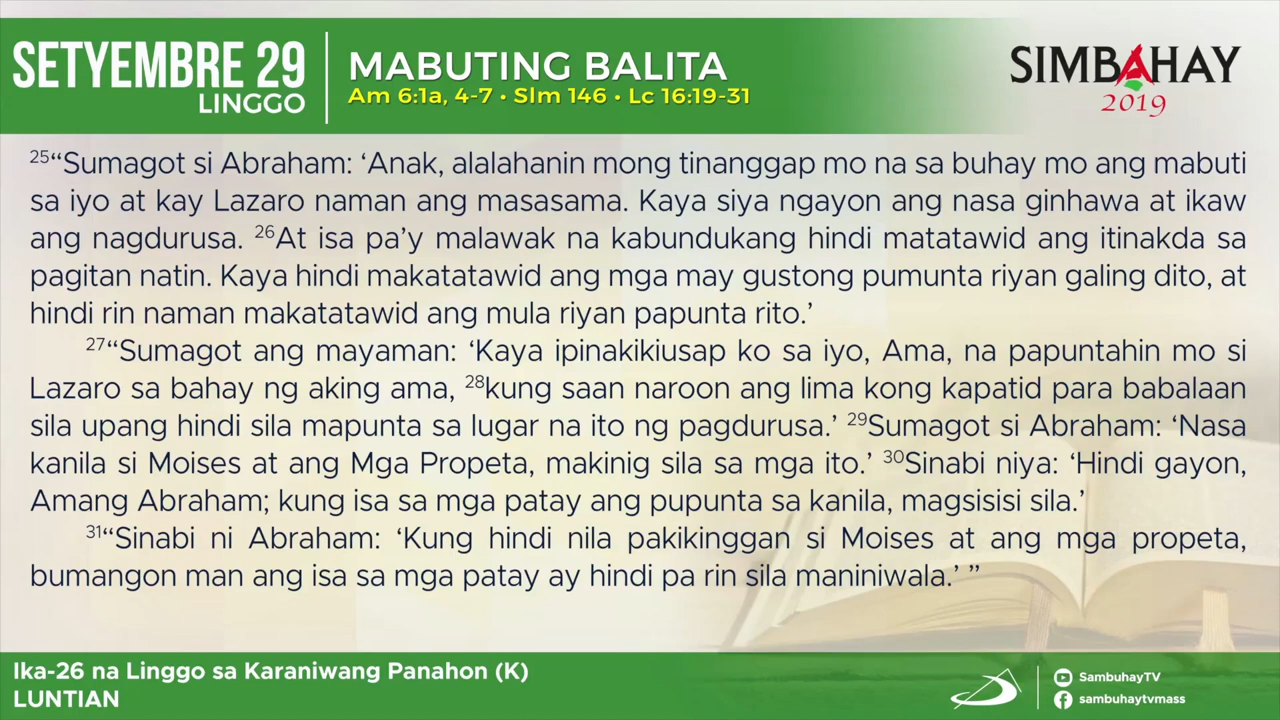 SETYEMBRE 29
LINGGO
MABUTING BALITA
Am 6:1a, 4-7 • Slm 146 • Lc 16:19-31
SIMBAHAY
2019
25“Sumagot si Abraham: ‘Anak, alalahanin mong tinanggap mo na sa buhay mo ang mabuti
sa iyo at kay Lazaro naman ang masasama. Kaya siya ngayon ang nasa ginhawa at ikaw
ang nagdurusa. 26At isa pa’y malawak na kabundukang hindi matatawid ang itinakda sa
pagitan natin. Kaya hindi makatatawid ang mga may gustong pumunta riyan galing dito, at
hindi rin naman makatatawid ang mula riyan papunta rito.’
27“Sumagot ang mayaman: ‘Kaya ipinakikiusap ko sa iyo, Ama, na papuntahin mo si
Lazaro sa bahay ng aking ama, 28kung saan naroon ang lima kong kapatid para babalaan
sila upang hindi sila mapunta sa lugar na ito ng pagdurusa.’ 29Sumagot si Abraham: ‘Nasa
kanila si Moises at ang Mga Propeta, makinig sila sa mga ito.’ 30Sinabi niya: ‘Hindi gayon,
Amang Abraham; kung isa sa mga patay ang pupunta sa kanila, magsisisi sila.’
31“Sinabi ni Abraham: ‘Kung hindi nila pakikinggan si Moises at ang mga propeta,
bumangon man ang isa sa mga patay ay hindi pa rin sila maniniwala.’ ”
Ika-26 na Linggo sa Karaniwang Panahon (K)
LUNTIAN
SambuhayTV
sambuhaytvmass